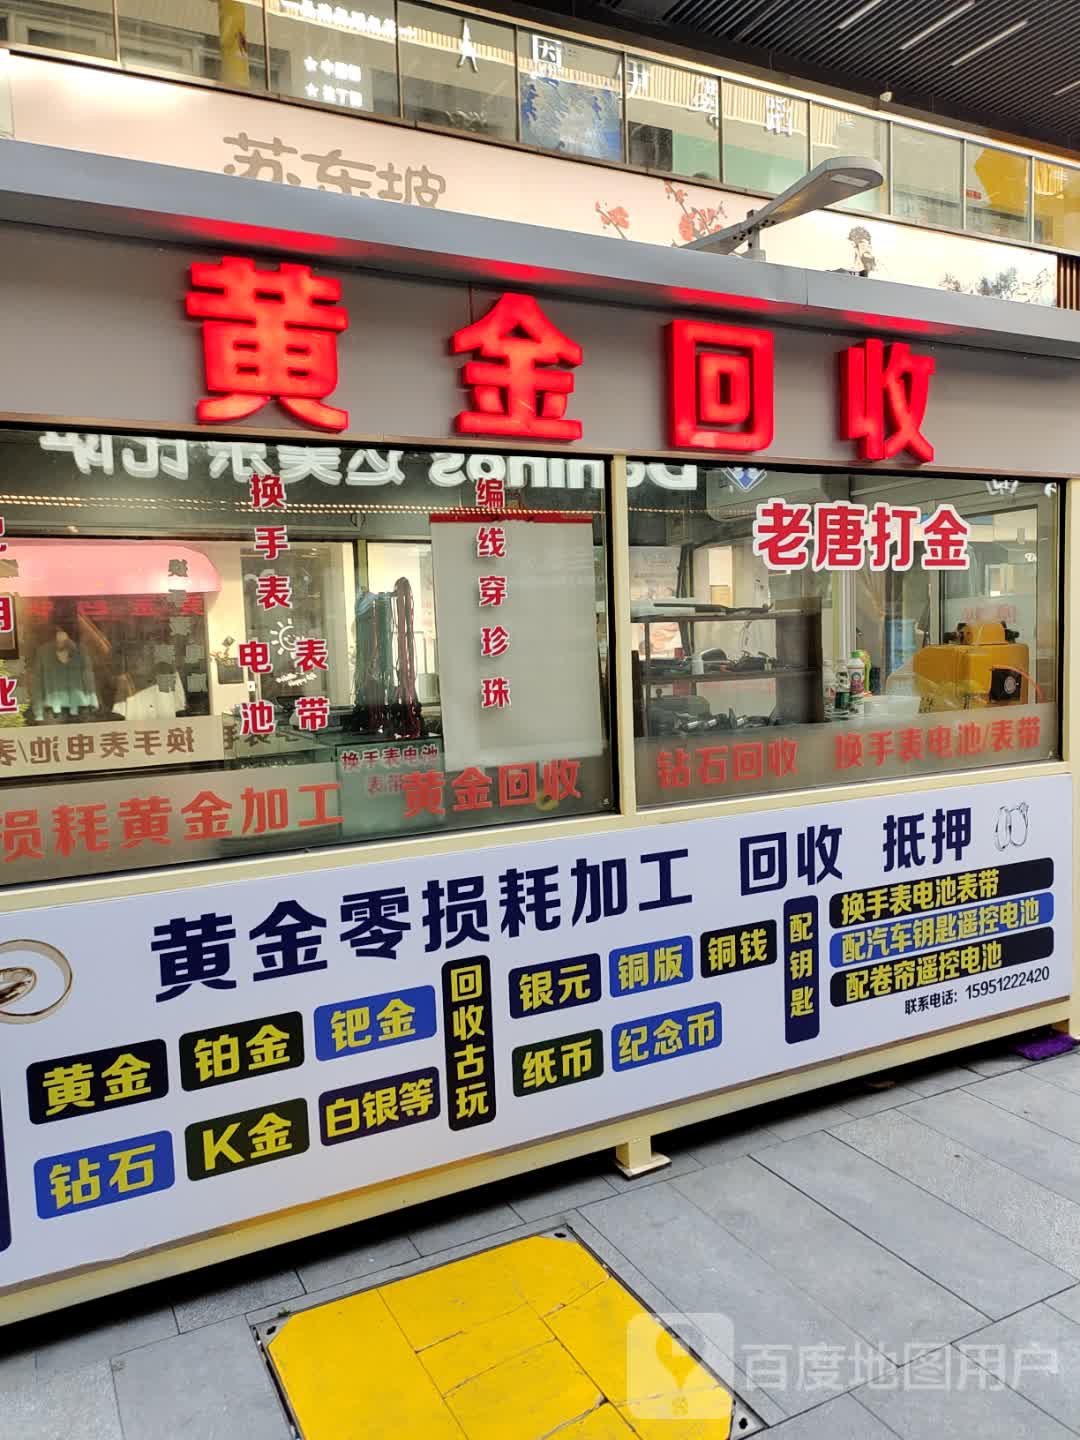 苏东坡
黄金回收
换手表电池
表带
编线穿珍珠
老唐打金
换手表电池
表带
损耗黄金加工
黄金回收
钻石回收
换手表电池/表带
黄金零损耗加工 回收 抵押
黄金 铂金 钯金
钻石 K金 白银等
回收古玩
银元 铜版 铜钱
纸币 纪念币
配钥匙
换手表电池表带
配汽车钥匙遥控电池
配卷帘遥控电池
联系电话：15951222420
百度地图用户